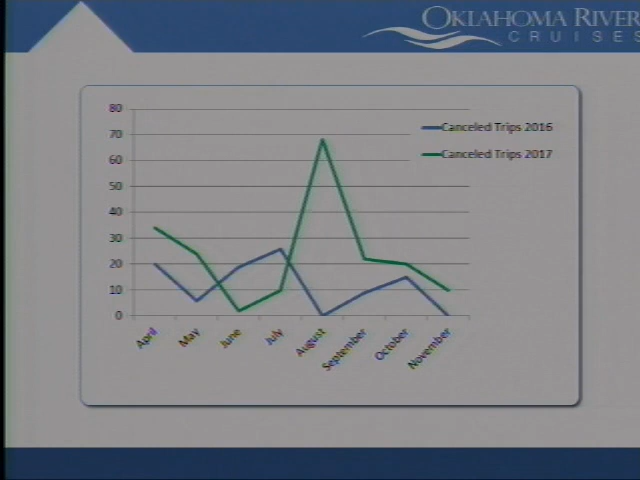 OKLAHOMA RIVER
CRUISES
80
70
60
50
40
30
20
10
0
Canceled Trips 2016
Canceled Trips 2017
April
May
June
July
August
September
October
November